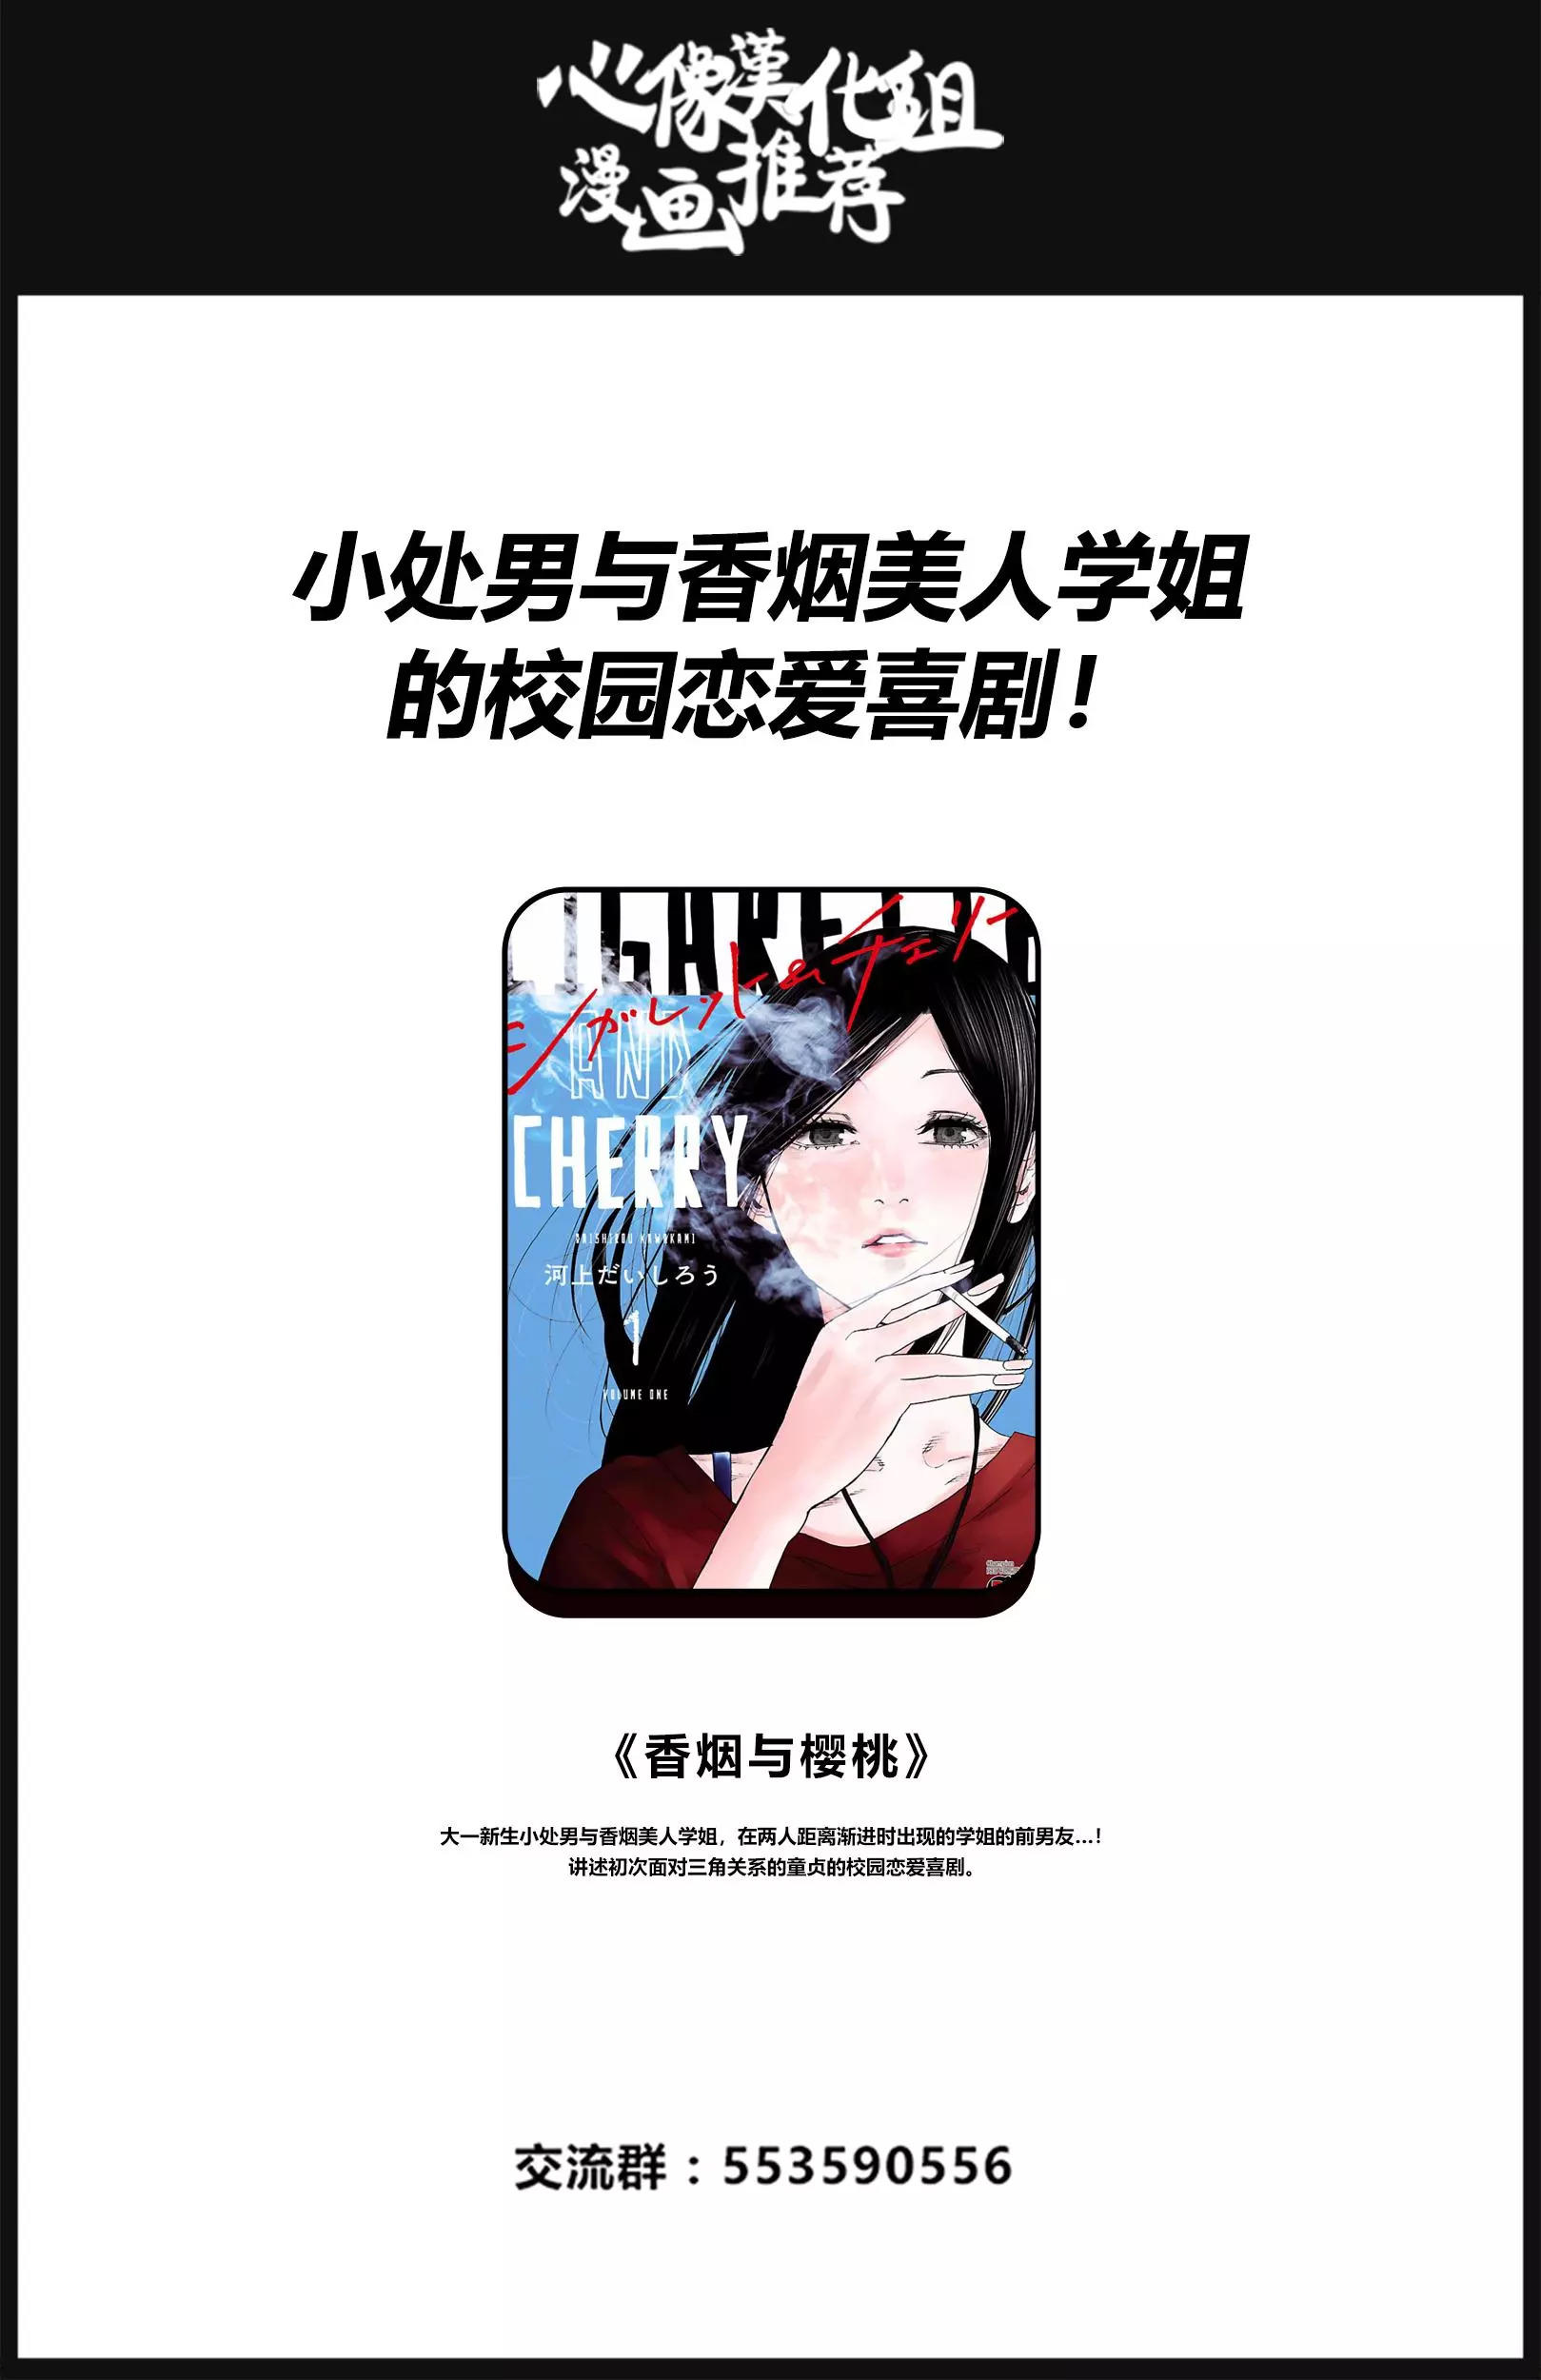 心像漢化組
漫画推荐
小处男与香烟美人学姐
的校园恋爱喜剧！
シガレット&チェリー
AND
CHERRY
DAISHIROU KAWAKAMI
河上だいしろう
1
VOLUME ONE
Champion
《香烟与樱桃》
大一新生小处男与香烟美人学姐，在两人距离渐进时出现的学姐的前男友…！
讲述初次面对三角关系的童贞的校园恋爱喜剧。
交流群：553590556